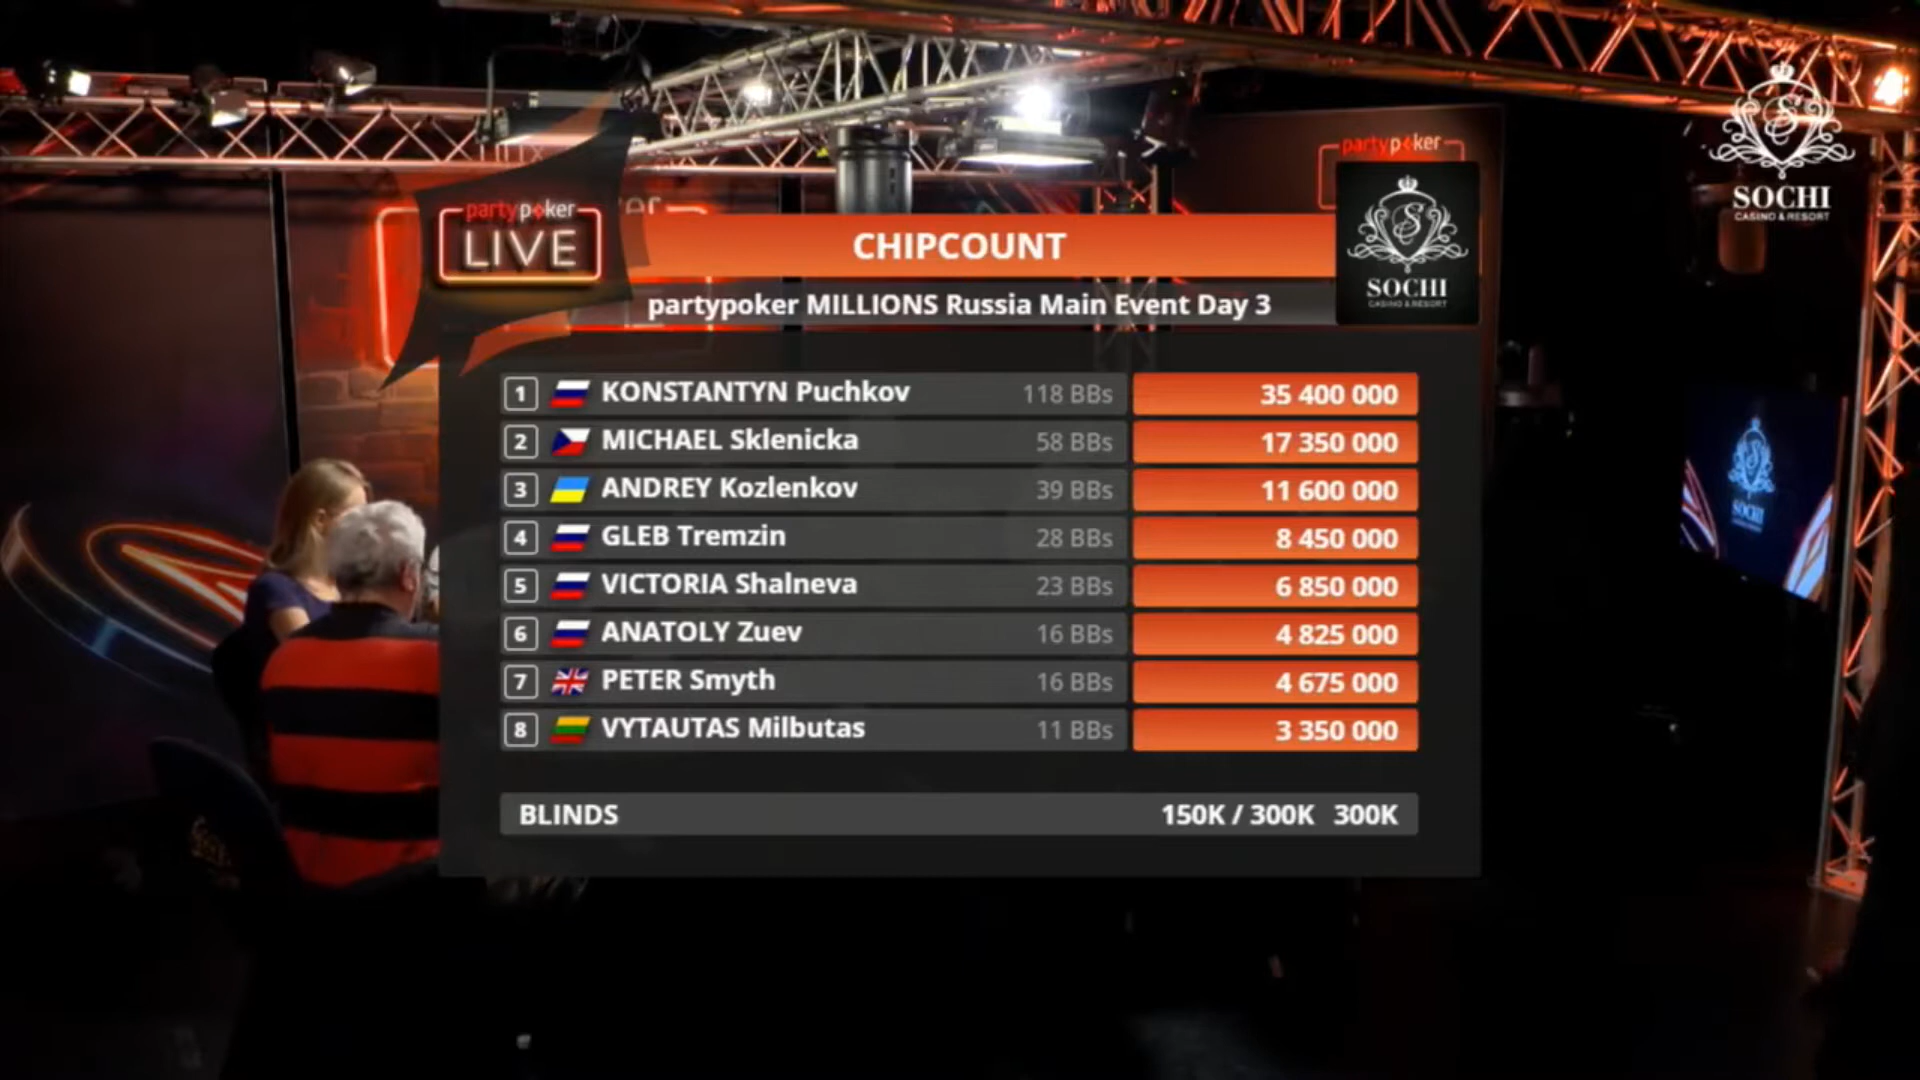 partypoker
SOCHI
CASINO & RESORT
partypoker
LIVE
CHIPCOUNT
SOCHI
CASINO & RESORT
partypoker MILLIONS Russia Main Event Day 3
1 KONSTANTYN Puchkov 118 BBs 35 400 000
2 MICHAEL Sklenicka 58 BBs 17 350 000
3 ANDREY Kozlenkov 39 BBs 11 600 000
4 GLEB Tremzin 28 BBs 8 450 000
5 VICTORIA Shalneva 23 BBs 6 850 000
6 ANATOLY Zuev 16 BBs 4 825 000
7 PETER Smyth 16 BBs 4 675 000
8 VYTAUTAS Milbutas 11 BBs 3 350 000
BLINDS 150K / 300K 300K
SOCHI